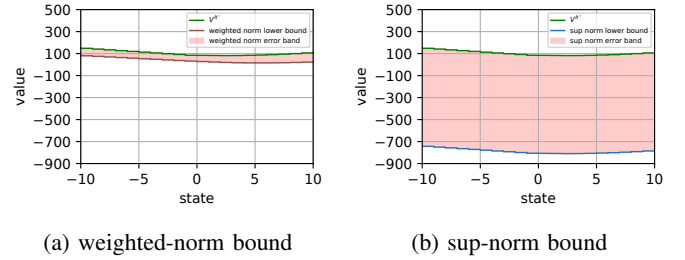 500
300
100
−100
−300
−500
−700
−900
value
−10 −5 0 5 10
state
weighted norm lower bound
weighted norm error band
(a) weighted-norm bound
500
300
100
−100
−300
−500
−700
−900
value
−10 −5 0 5 10
state
sup norm lower bound
sup norm error band
(b) sup-norm bound